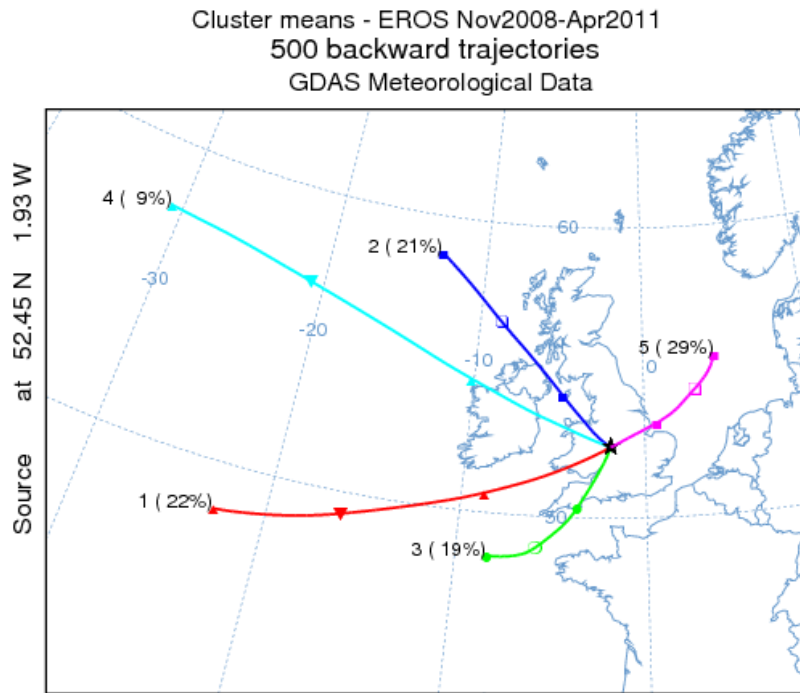 Cluster means - EROS Nov2008-Apr2011
500 backward trajectories
GDAS Meteorological Data
Source at 52.45 N 1.93 W
4 ( 9%)
2 ( 21%)
60
-30
-20
-10
5 ( 29%)
0
1 ( 22%)
50
3 ( 19%)